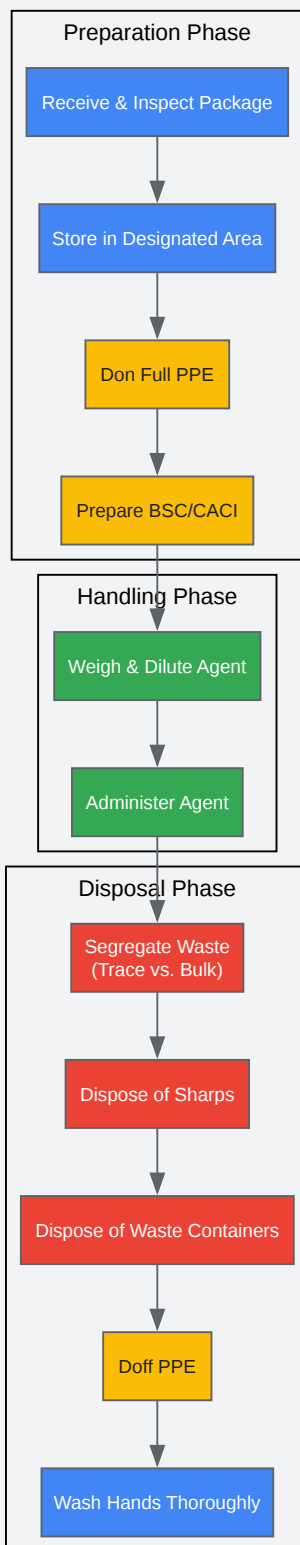 Preparation Phase
Receive & Inspect Package
Store in Designated Area
Don Full PPE
Prepare BSC/CACI
Handling Phase
Weigh & Dilute Agent
Administer Agent
Disposal Phase
Segregate Waste
(Trace vs. Bulk)
Dispose of Sharps
Dispose of Waste Containers
Doff PPE
Wash Hands Thoroughly